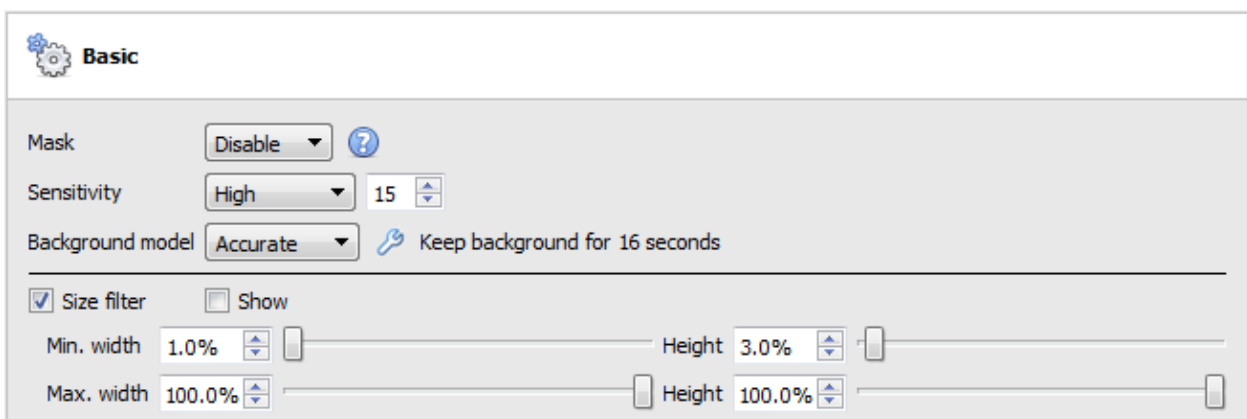 Basic
Mask Disable ?
Sensitivity High 15
Background model Accurate Keep background for 16 seconds
Size filter Show
Min. width 1.0% Height 3.0%
Max. width 100.0% Height 100.0%